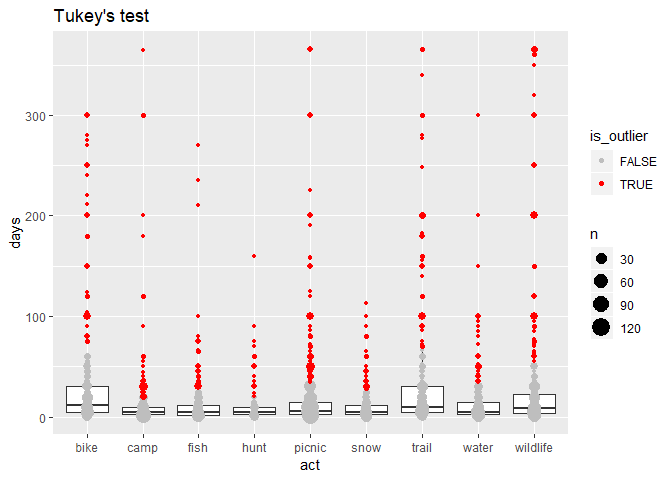 Tukey's test
days
300
200
100
0
bike camp fish hunt picnic snow trail water wildlife
act
is_outlier
FALSE
TRUE
n
30
60
90
120